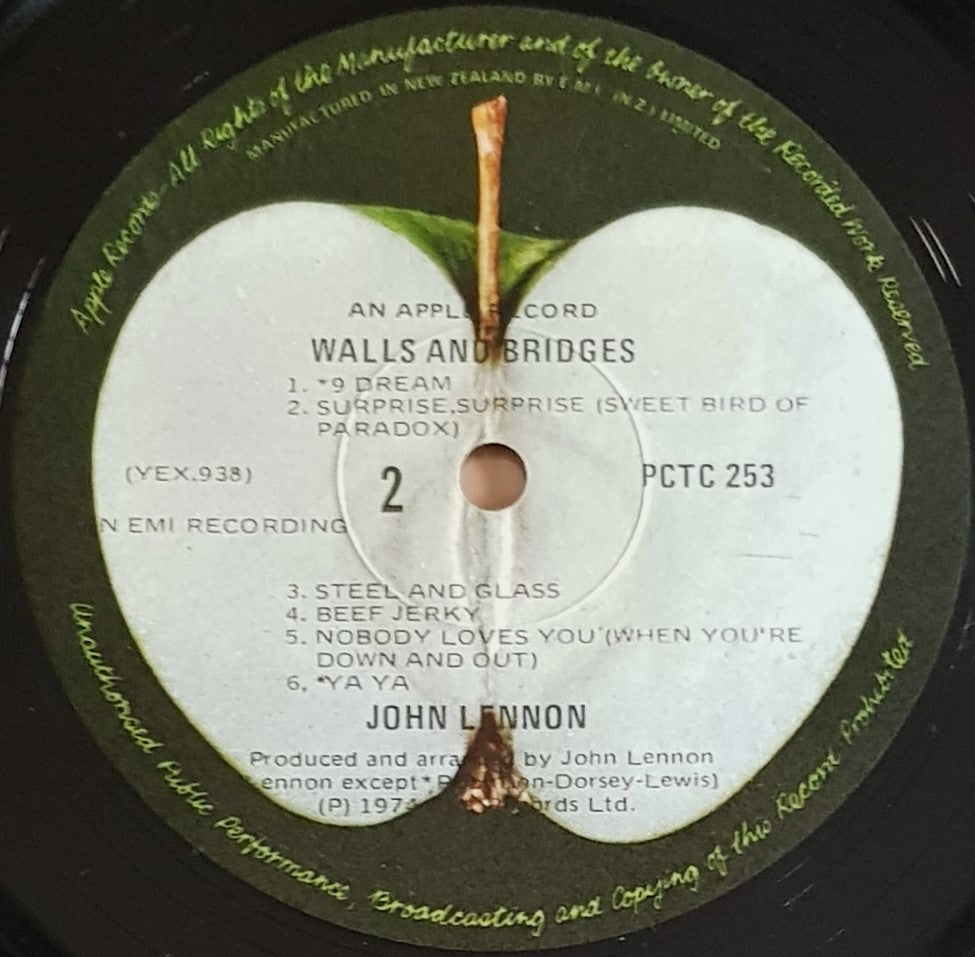 Apple Records—All Rights of the Manufacturer and of the Owner of the Recorded Work Reserved
MANUFACTURED IN NEW ZEALAND BY E.M.I. (N.Z.) LIMITED
AN APPLE RECORD
WALLS AND BRIDGES
1. *9 DREAM
2. SURPRISE,SURPRISE (SWEET BIRD OF
PARADOX)
(YEX.938)
2
PCTC 253
N EMI RECORDING
3. STEEL AND GLASS
4. BEEF JERKY
5. NOBODY LOVES YOU (WHEN YOU'RE
DOWN AND OUT)
6, *YA YA
JOHN LENNON
Produced and arranged by John Lennon
ennon except* on-Dorsey-Lewis)
(P) 1974 ords Ltd.
Unauthorised Public Performance, Broadcasting and Copying of this Record Prohibited